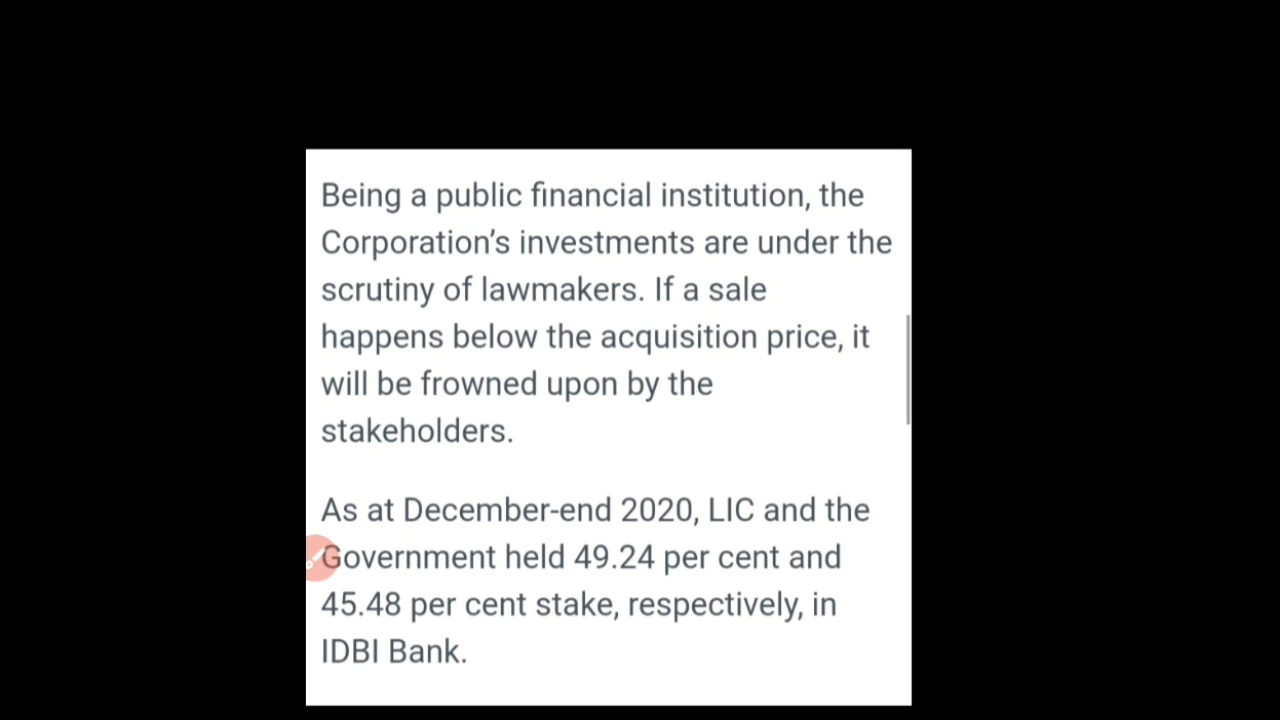 Being a public financial institution, the
Corporation’s investments are under the
scrutiny of lawmakers. If a sale
happens below the acquisition price, it
will be frowned upon by the
stakeholders.
As at December-end 2020, LIC and the
Government held 49.24 per cent and
45.48 per cent stake, respectively, in
IDBI Bank.